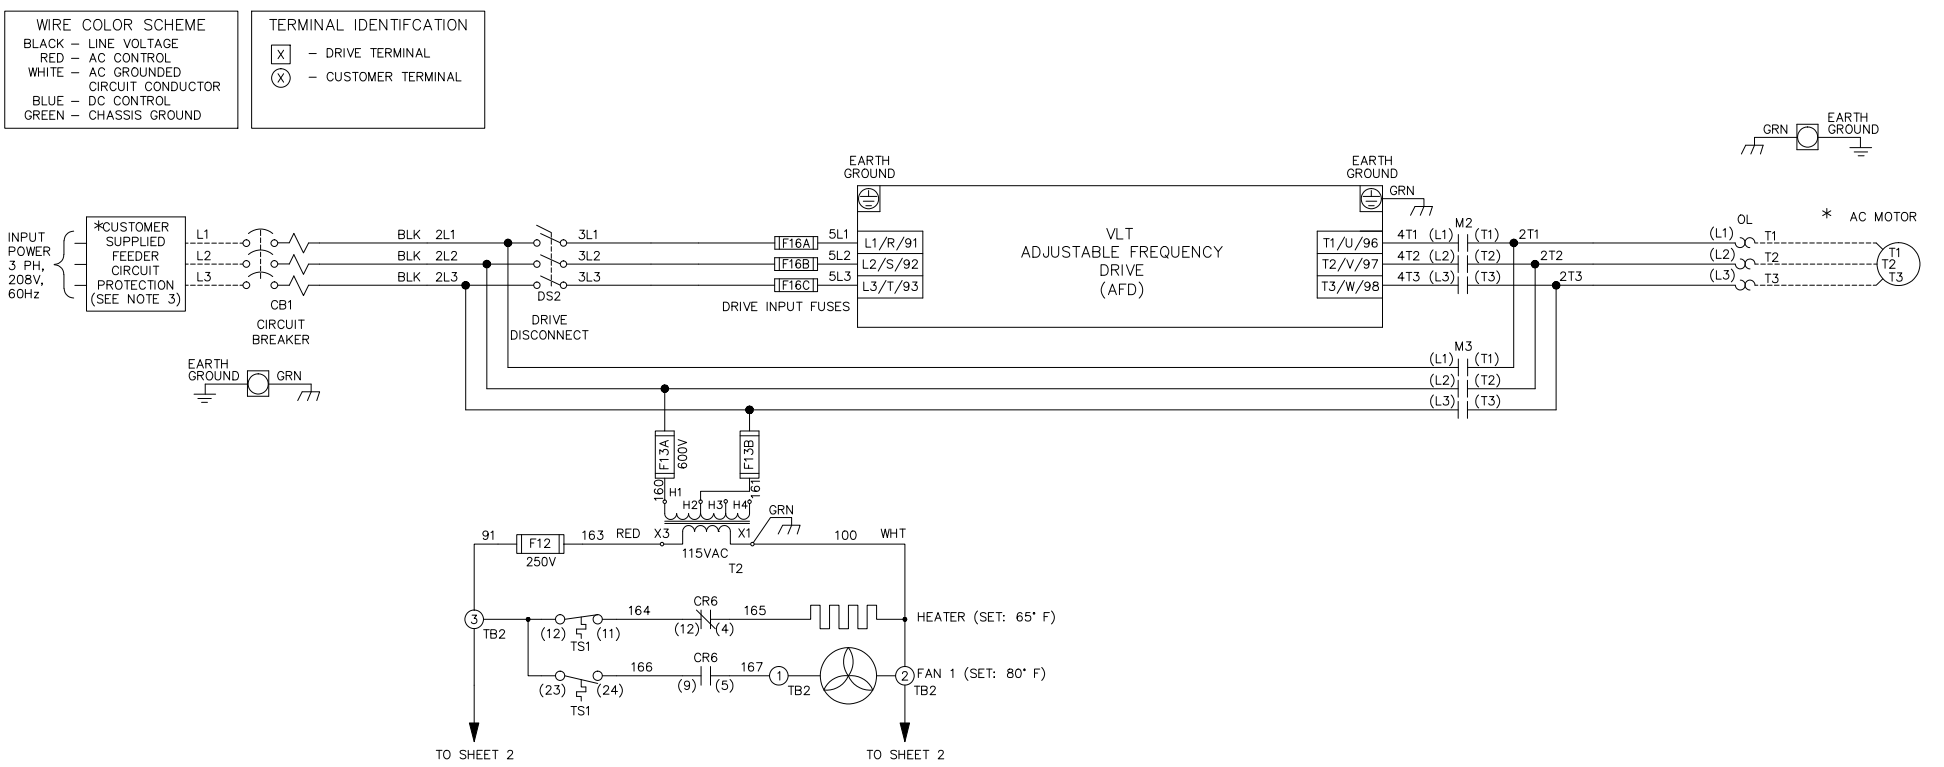 WIRE COLOR SCHEME
BLACK – LINE VOLTAGE
RED – AC CONTROL
WHITE – AC GROUNDED
CIRCUIT CONDUCTOR
BLUE – DC CONTROL
GREEN – CHASSIS GROUND
TERMINAL IDENTIFCATION
X – DRIVE TERMINAL
X – CUSTOMER TERMINAL
INPUT
POWER
3 PH,
208V,
60Hz
*CUSTOMER
SUPPLIED
FEEDER
CIRCUIT
PROTECTION
(SEE NOTE 3)
L1
L2
L3
CB1
CIRCUIT
BREAKER
BLK 2L1
BLK 2L2
BLK 2L3
DS2
DRIVE
DISCONNECT
3L1
3L2
3L3
F16A
F16B
F16C
DRIVE INPUT FUSES
5L1
5L2
5L3
EARTH
GROUND
L1/R/91
L2/S/92
L3/T/93
VLT
ADJUSTABLE FREQUENCY
DRIVE
(AFD)
EARTH
GROUND
GRN
T1/U/96
T2/V/97
T3/W/98
M2
4T1 (L1) (T1) 2T1
4T2 (L2) (T2) 2T2
4T3 (L3) (T3) 2T3
GRN
EARTH
GROUND
OL
(L1) T1
(L2) T2
(L3) T3
* AC MOTOR
T1
T2
T3
M3
(L1) (T1)
(L2) (T2)
(L3) (T3)
EARTH
GROUND
GRN
F13A
600V
F13B
160
161
H1
H2
H3
H4
GRN
91
F12
250V
163
RED
X3
X1
115VAC
T2
100
WHT
3
TB2
(12) (11)
TS1
164
CR6
(12) (4)
165
HEATER (SET: 65° F)
(23) (24)
TS1
166
CR6
(9) (5)
167
1
TB2
2
TB2
FAN 1 (SET: 80° F)
TO SHEET 2
TO SHEET 2